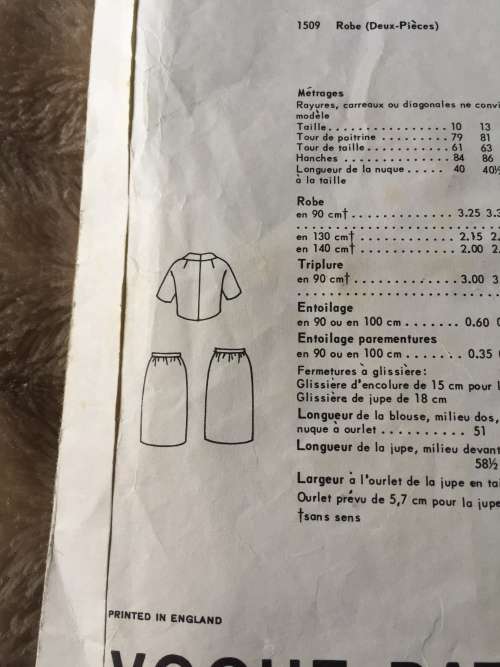 1509 Robe (Deux-Pièces)
Métrages
Rayures, carreaux ou diagonales ne
modèle
Taille . . . . . . . . . . . . . . . . . . . 10 13
Tour de poitrine . . . . . . . . . . 79 81
Tour de taille . . . . . . . . . . . . 61 63
Hanches . . . . . . . . . . . . . . . . 84 86
Longueur de la nuque . . . . . 40 40½
à la taille
Robe
en 90 cm† . . . . . . . . . . . . . 3.25
en 130 cm† . . . . . . . . . . . . 2.15
en 140 cm† . . . . . . . . . . . . 2.00
Triplure
en 90 cm† . . . . . . . . . . . . . 3.00
Entoilage
en 90 ou en 100 cm . . . . . . . 0.60
Entoilage parementures
en 90 ou en 100 cm . . . . . . . 0.35
Fermetures à glissière:
Glissière d'encolure de 15 cm pour
Glissière de jupe de 18 cm
Longueur de la blouse, milieu dos,
nuque à ourlet . . . . . . . . . . 51
Longueur de la jupe, milieu devant
58½
Largeur à l'ourlet de la jupe en
Ourlet prévu de 5,7 cm pour la jupe
†sans sens
PRINTED IN ENGLAND
VOGUE